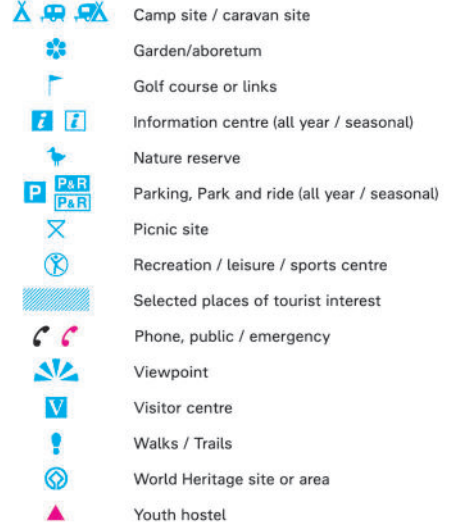 Camp site / caravan site
Garden/aboretum
Golf course or links
i i Information centre (all year / seasonal)
Nature reserve
P P&R P&R Parking, Park and ride (all year / seasonal)
Picnic site
Recreation / leisure / sports centre
Selected places of tourist interest
Phone, public / emergency
Viewpoint
V Visitor centre
Walks / Trails
World Heritage site or area
Youth hostel